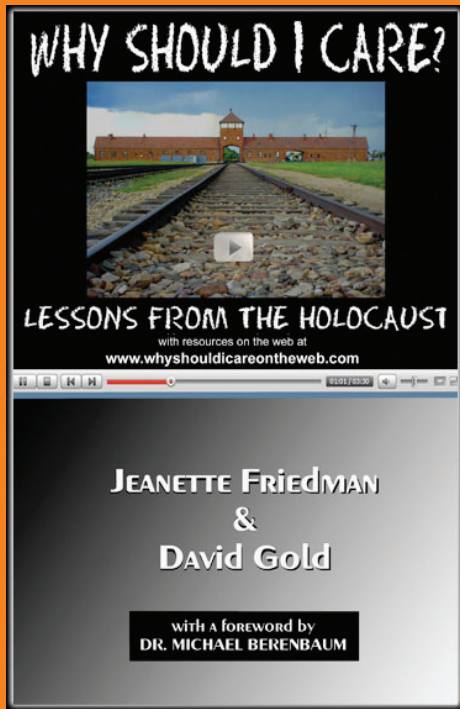 WHY SHOULD I CARE?
LESSONS FROM THE HOLOCAUST
with resources on the web at
www.whyshouldicareontheweb.com
01:01 / 03:30
JEANETTE FRIEDMAN
&
DAVID GOLD
with a foreword by
DR. MICHAEL BERENBAUM